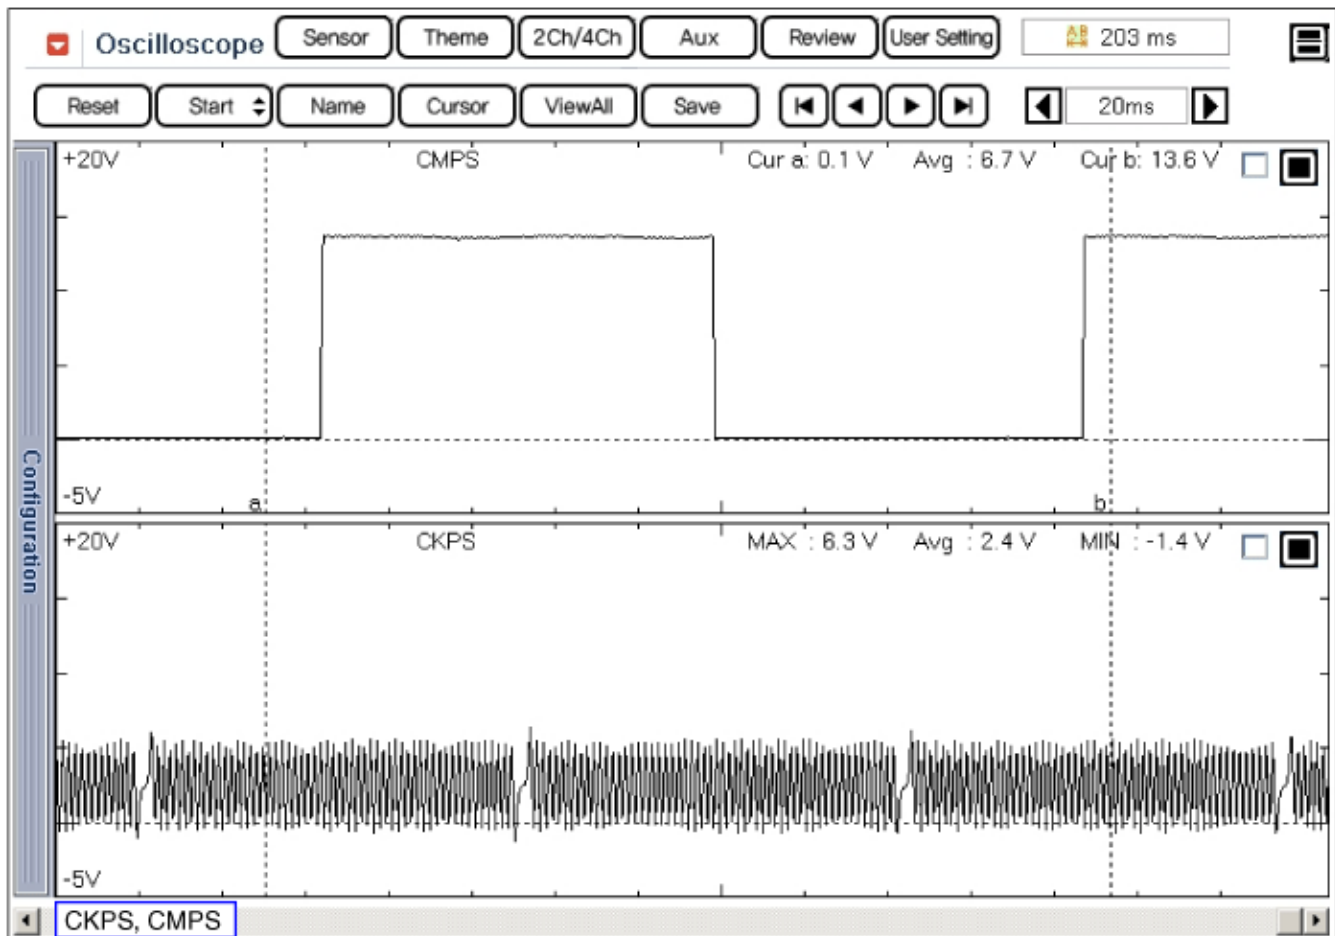 Oscilloscope Sensor Theme 2Ch/4Ch Aux Review User Setting AB 203 ms
Reset Start Name Cursor ViewAll Save 20ms
+20V CMPS Cur a: 0.1 V Avg : 6.7 V Cur b: 13.6 V
-5V a b
Configuration
+20V CKPS MAX : 6.3 V Avg : 2.4 V MIN : -1.4 V
-5V
CKPS, CMPS